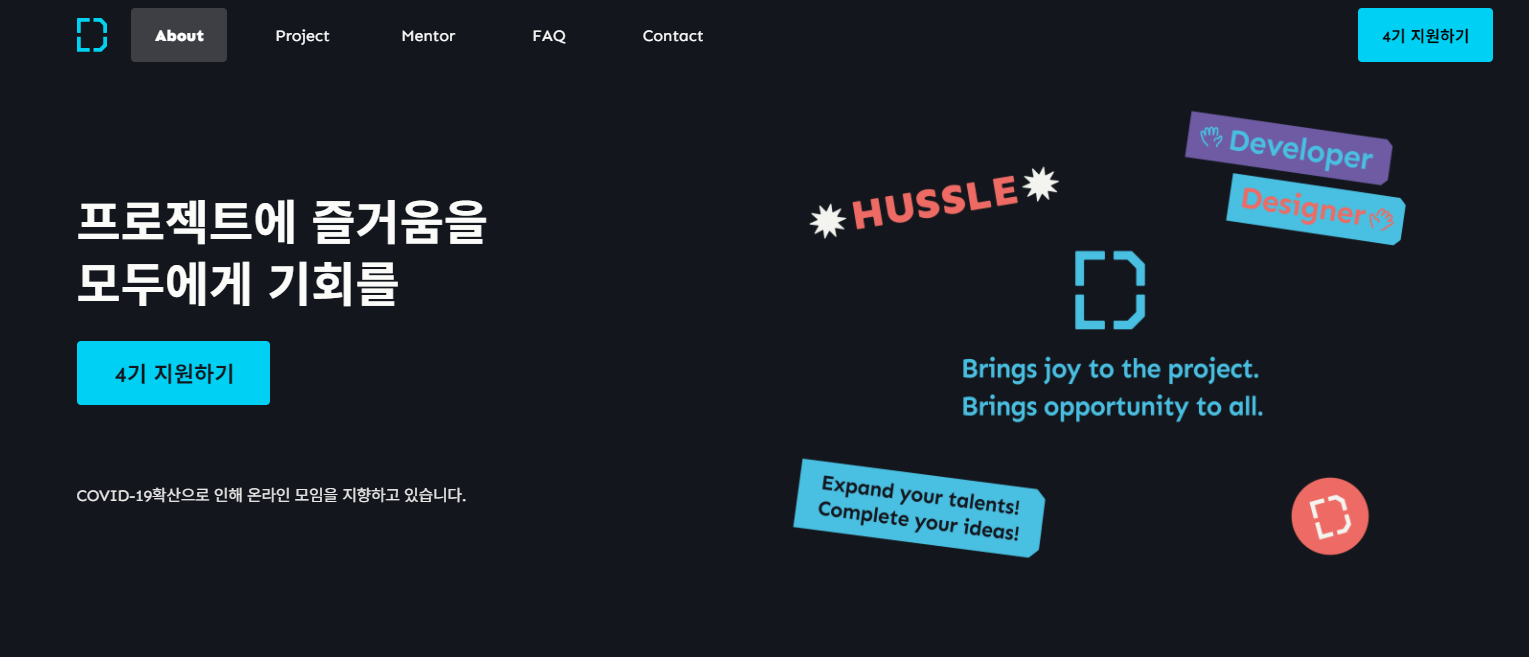 About
Project
Mentor
FAQ
Contact
4기 지원하기
프로젝트에 즐거움을
모두에게 기회를
4기 지원하기
COVID-19확산으로 인해 온라인 모임을 지향하고 있습니다.
HUSSLE
Developer
Designer
Brings joy to the project.
Brings opportunity to all.
Expand your talents!
Complete your ideas!